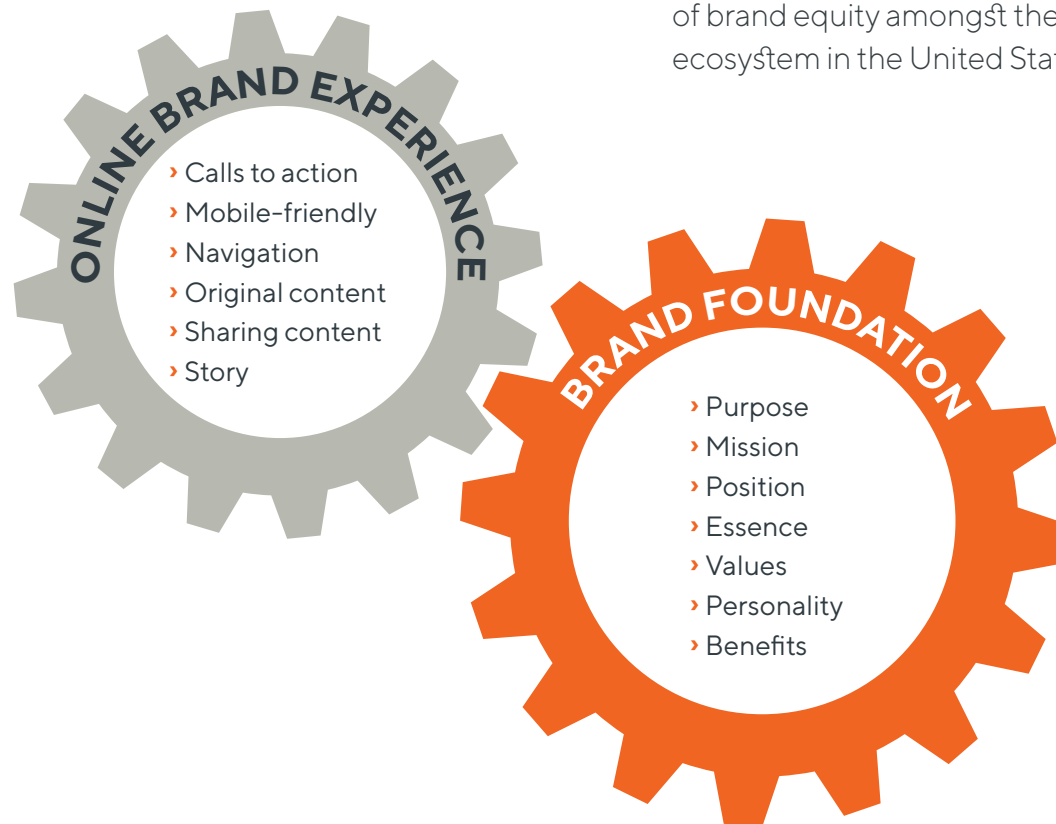 of brand equity amongst the
ecosystem in the United Stat
ONLINE BRAND EXPERIENCE
› Calls to action
› Mobile-friendly
› Navigation
› Original content
› Sharing content
› Story
BRAND FOUNDATION
› Purpose
› Mission
› Position
› Essence
› Values
› Personality
› Benefits